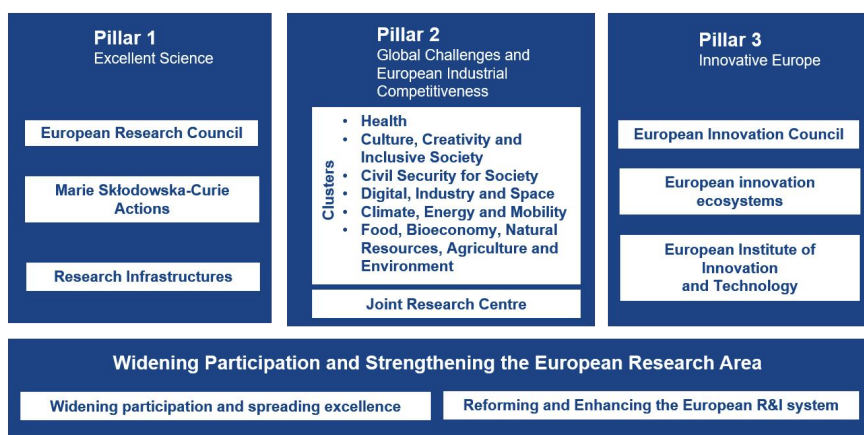 Pillar 1
Excellent Science
European Research Council
Marie Skłodowska-Curie
Actions
Research Infrastructures
Pillar 2
Global Challenges and
European Industrial
Competitiveness
Clusters
• Health
• Culture, Creativity and
Inclusive Society
• Civil Security for Society
• Digital, Industry and Space
• Climate, Energy and Mobility
• Food, Bioeconomy, Natural
Resources, Agriculture and
Environment
Joint Research Centre
Pillar 3
Innovative Europe
European Innovation Council
European innovation
ecosystems
European Institute of
Innovation
and Technology
Widening Participation and Strengthening the European Research Area
Widening participation and spreading excellence
Reforming and Enhancing the European R&I system